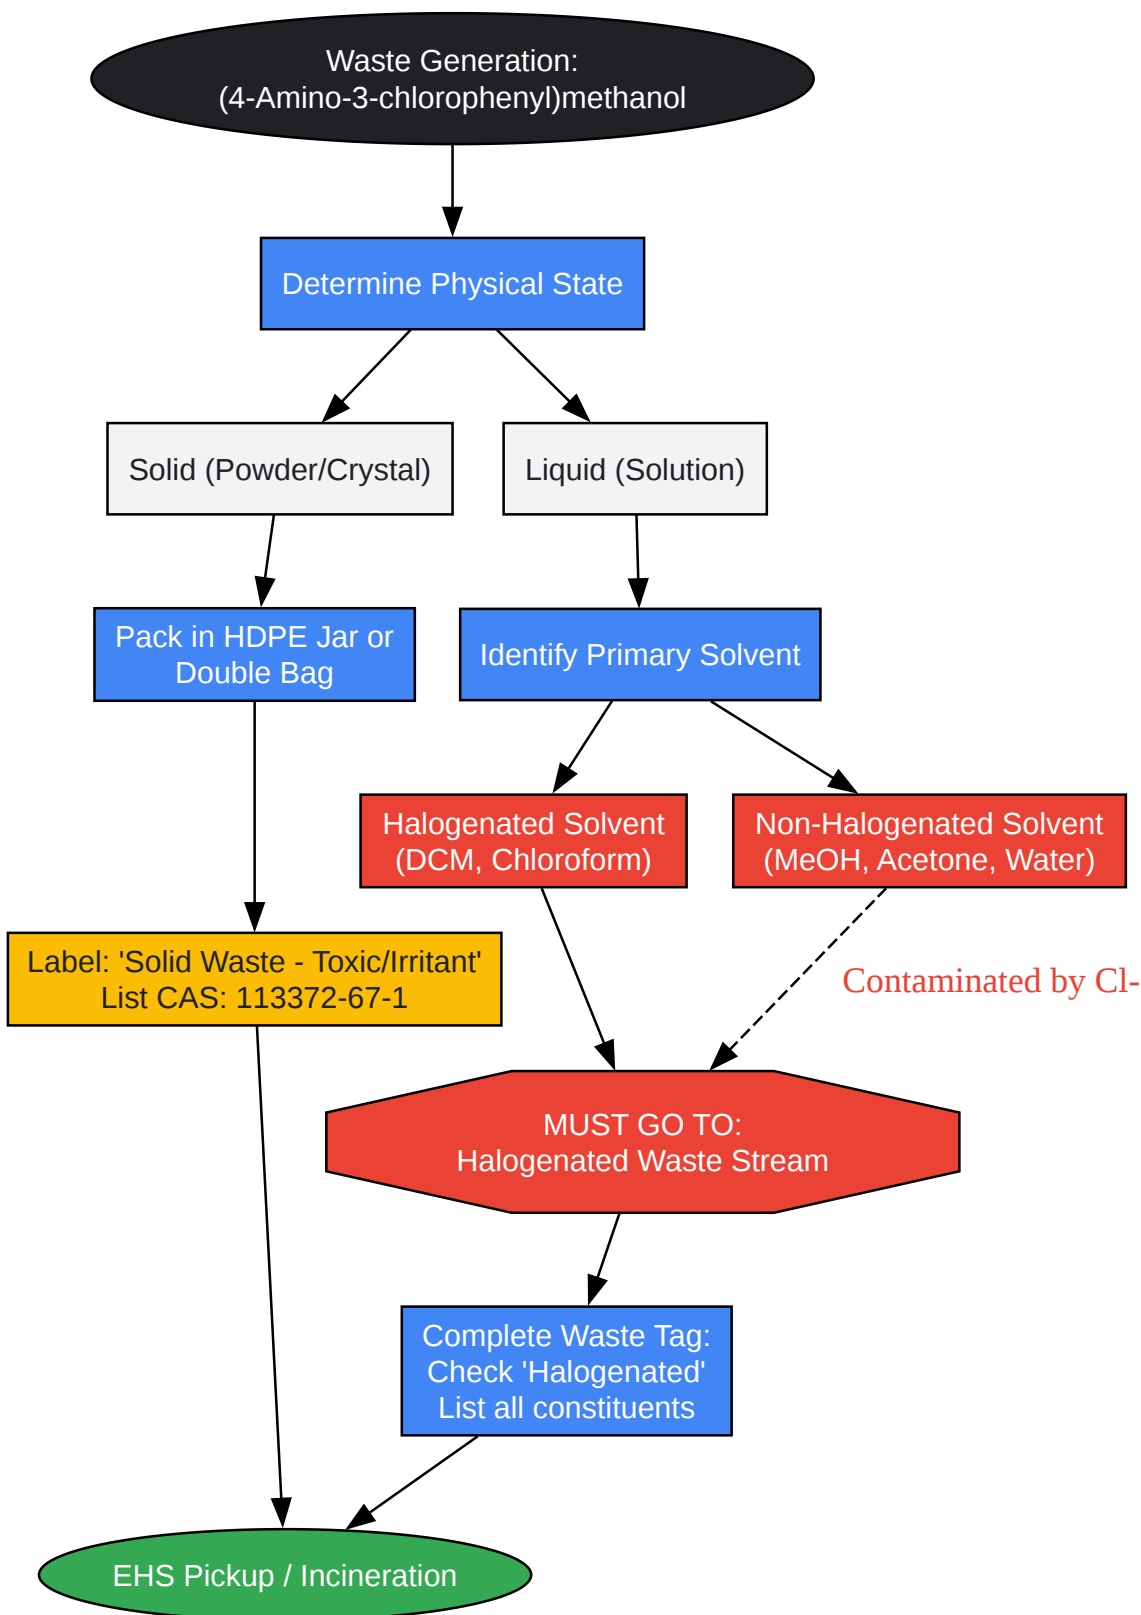 Waste Generation:
(4-Amino-3-chlorophenyl)methanol
Determine Physical State
Solid (Powder/Crystal)
Liquid (Solution)
Pack in HDPE Jar or
Double Bag
Identify Primary Solvent
Halogenated Solvent
(DCM, Chloroform)
Non-Halogenated Solvent
(MeOH, Acetone, Water)
Label: 'Solid Waste - Toxic/Irritant'
List CAS: 113372-67-1
Contaminated by Cl-
MUST GO TO:
Halogenated Waste Stream
Complete Waste Tag:
Check 'Halogenated'
List all constituents
EHS Pickup / Incineration